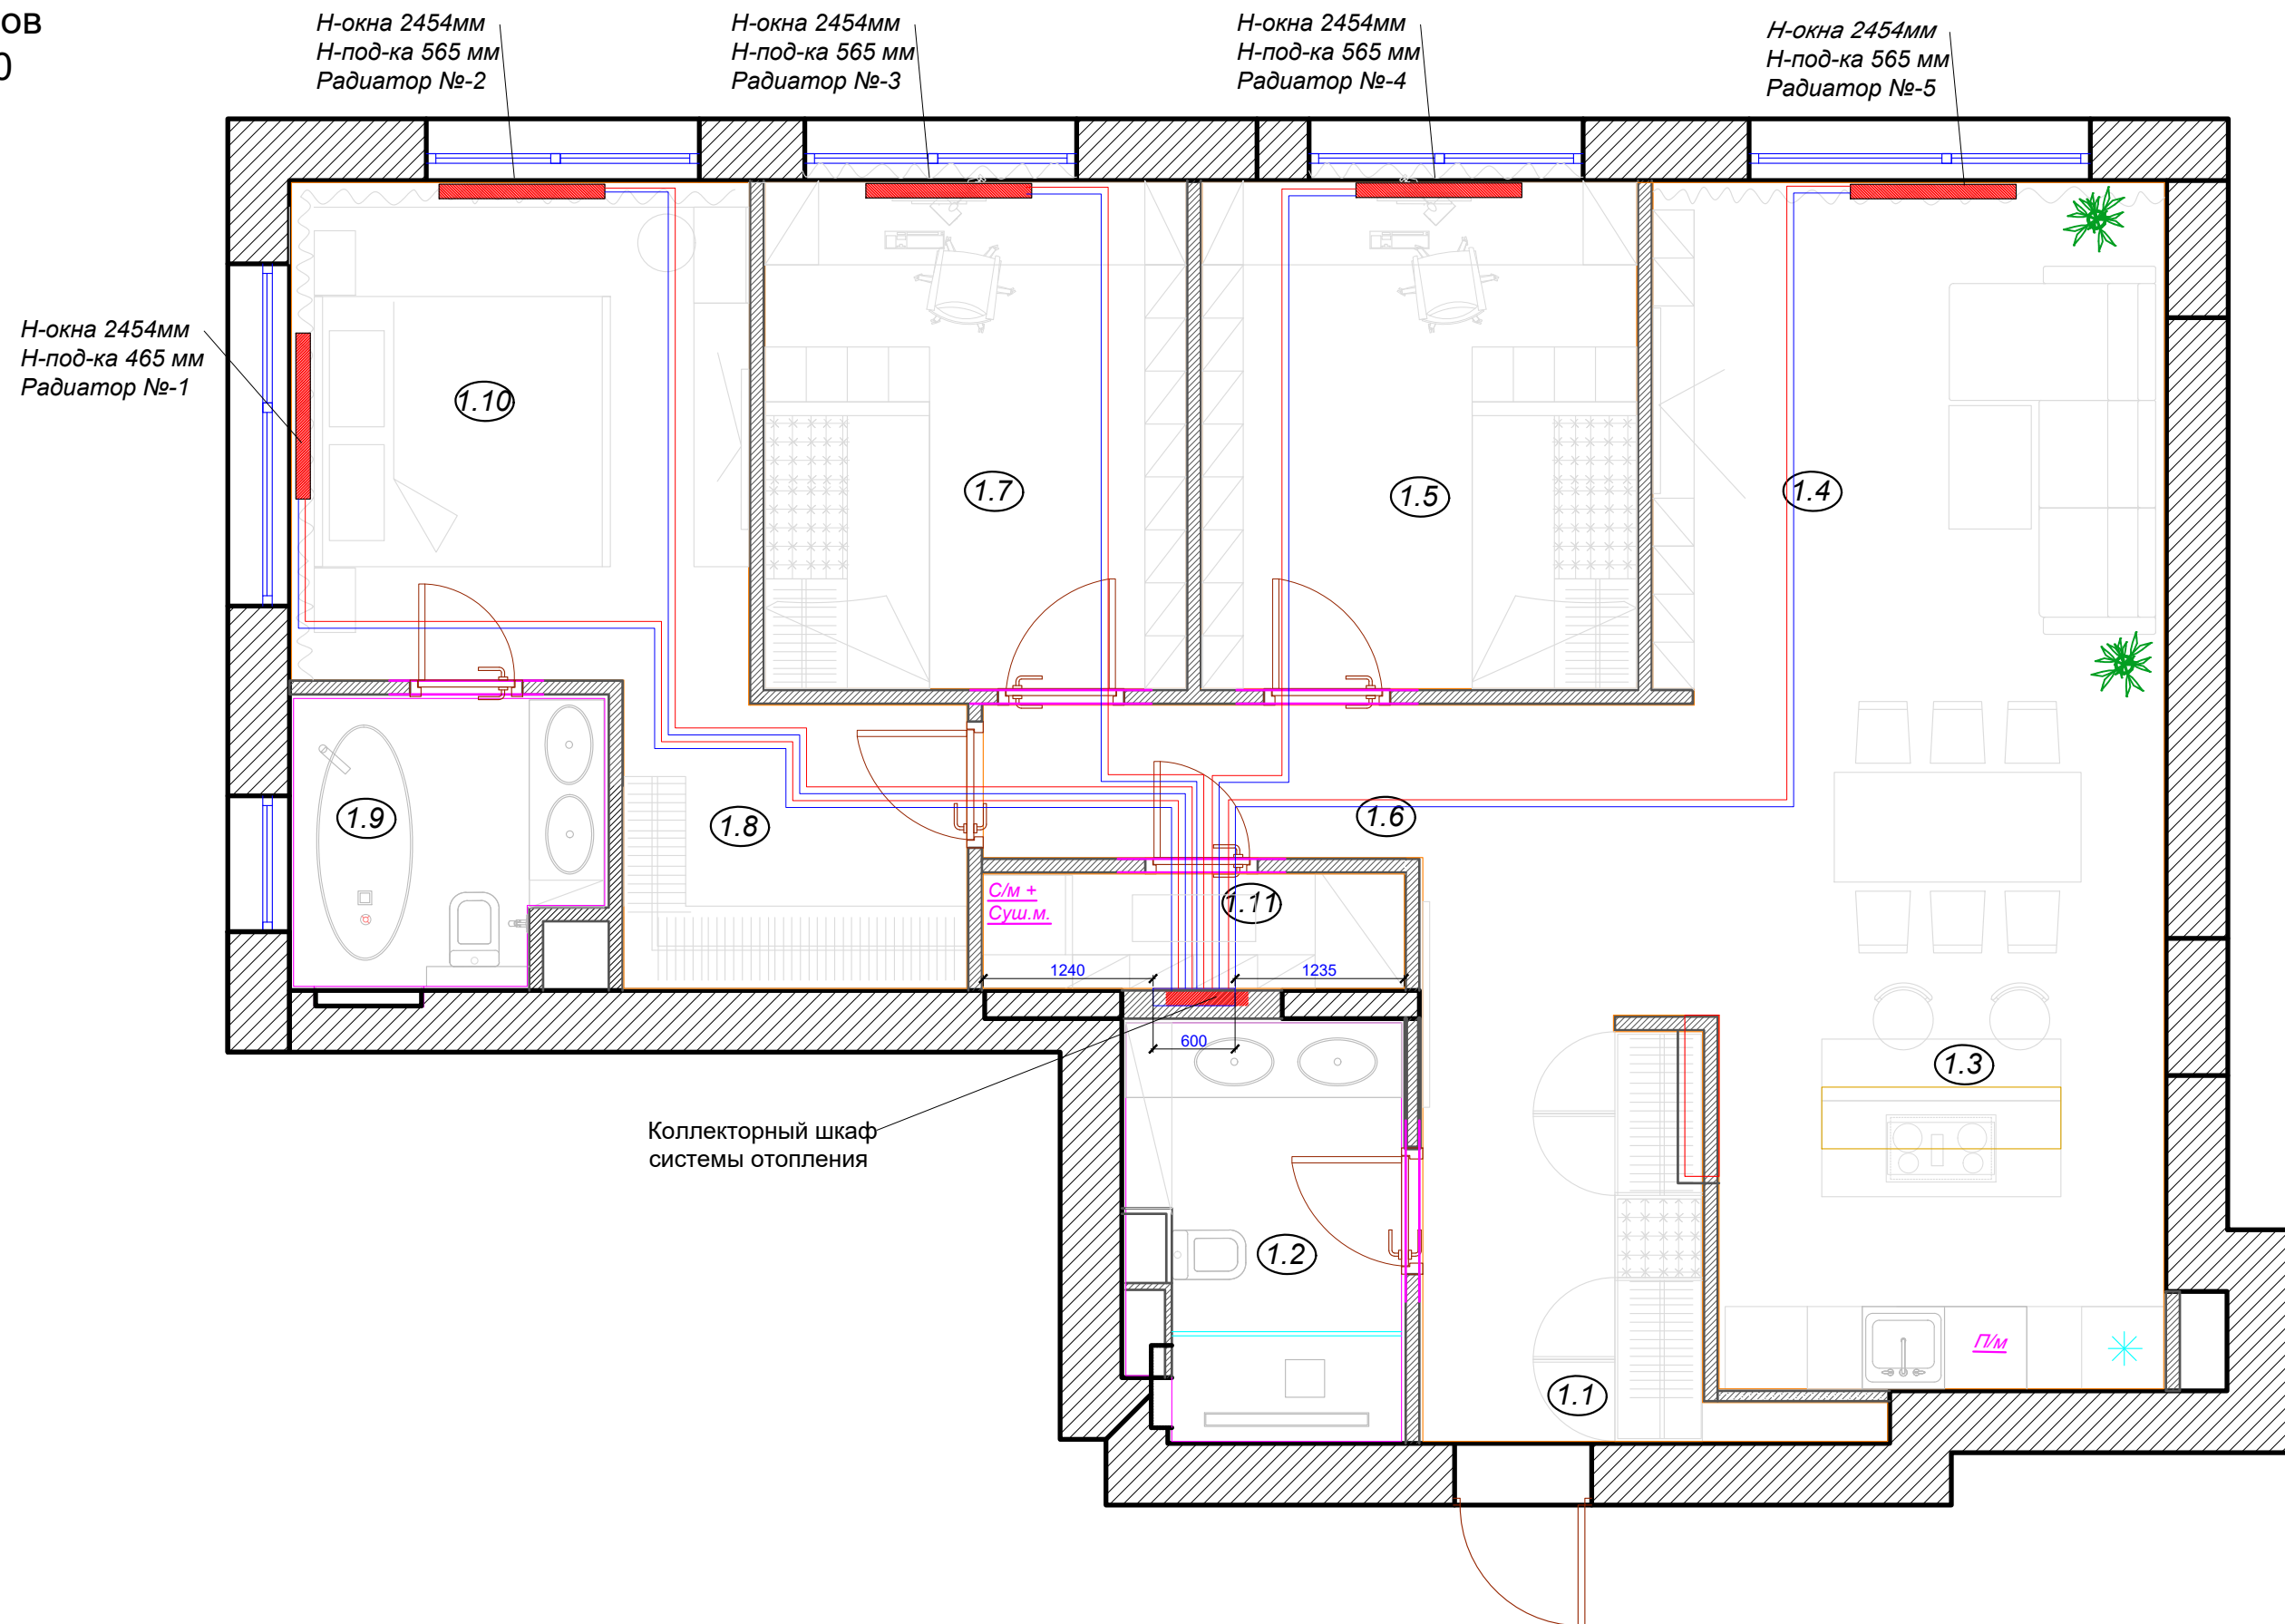 ов
0
Н-окна 2454мм
Н-под-ка 565 мм
Радиатор №-2
Н-окна 2454мм
Н-под-ка 565 мм
Радиатор №-3
Н-окна 2454мм
Н-под-ка 565 мм
Радиатор №-4
Н-окна 2454мм
Н-под-ка 565 мм
Радиатор №-5
Н-окна 2454мм
Н-под-ка 465 мм
Радиатор №-1
1.10
1.7
1.5
1.4
1.9
1.8
1.6
С/м +
Суш.м.
1.11
1240
1235
600
1.3
Коллекторный шкаф
системы отопления
1.2
П/м
1.1